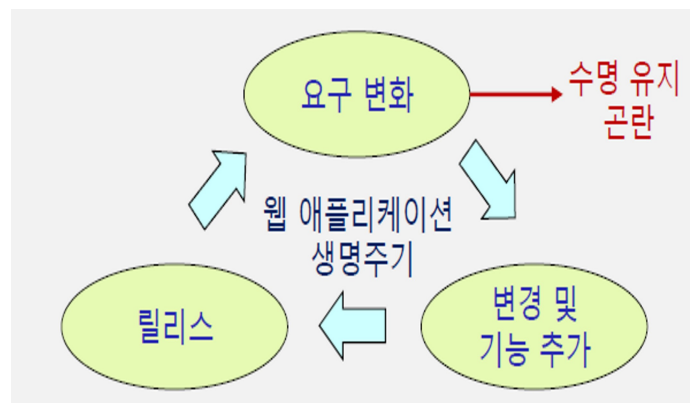 요구 변화
수명 유지
곤란
웹 애플리케이션
생명주기
릴리스
변경 및
기능 추가